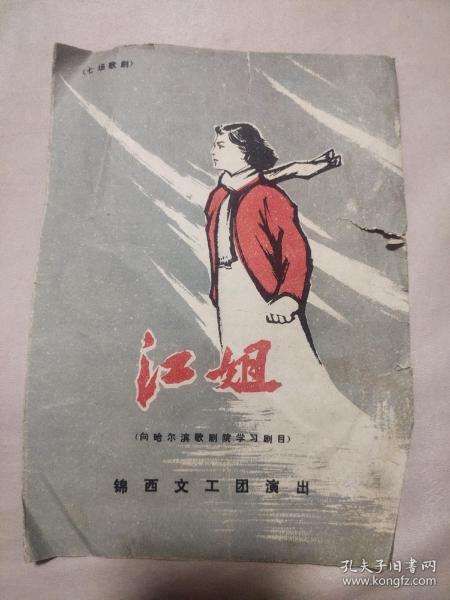 (七场歌剧)
江姐
(向哈尔滨歌剧院学习剧目)
锦西文工团演出
孔夫子旧书网
www.kongfz.com